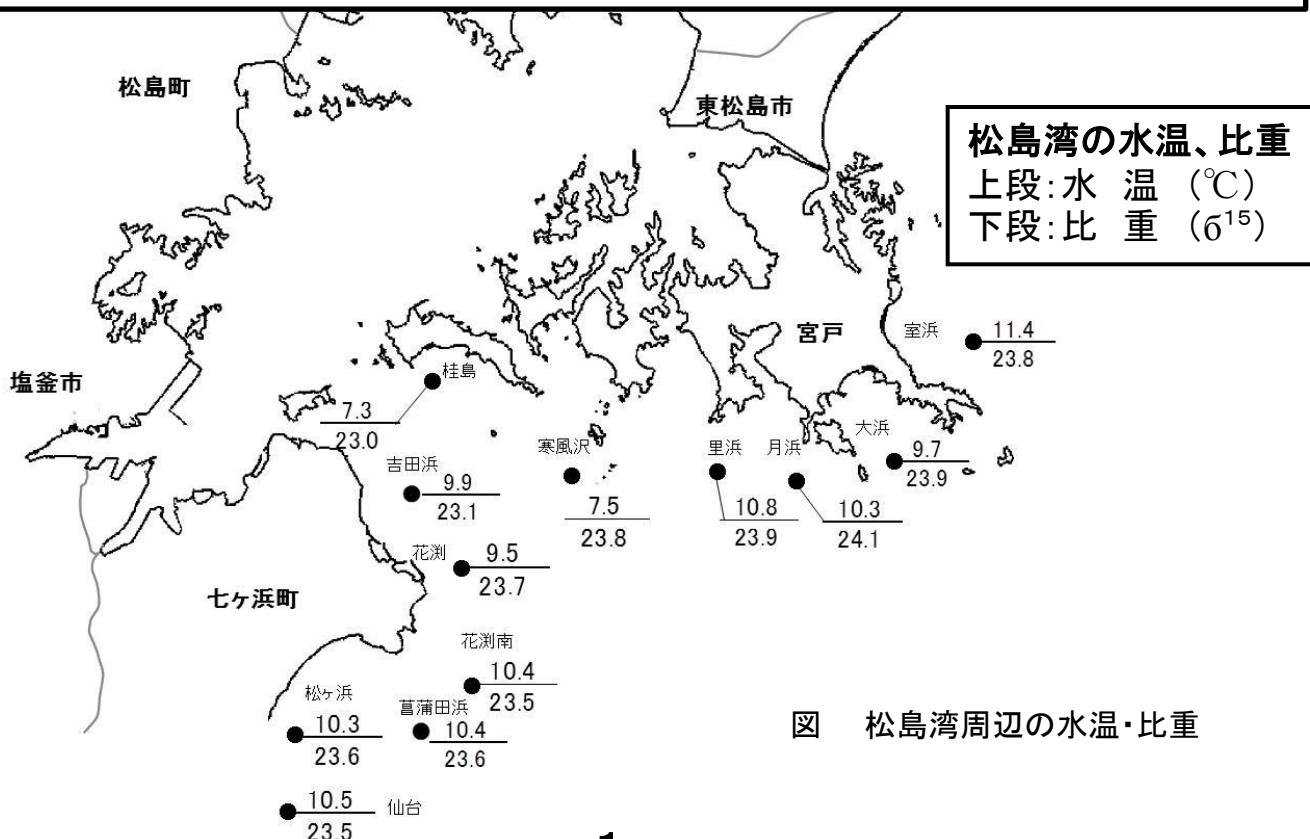 松島町
東松島市
松島湾の水温、比重
上段:水 温 (℃)
下段:比 重 (б¹⁵)
宮戸
室浜
11.4
23.8
塩釜市
桂島
7.3
23.0
吉田浜
9.9
23.1
寒風沢
7.5
23.8
里浜
10.8
23.9
月浜
10.3
24.1
大浜
9.7
23.9
花渕
9.5
23.7
七ヶ浜町
花渕南
10.4
23.5
松ヶ浜
10.3
23.6
菖蒲田浜
10.4
23.6
図 松島湾周辺の水温・比重
10.5
23.5
仙台